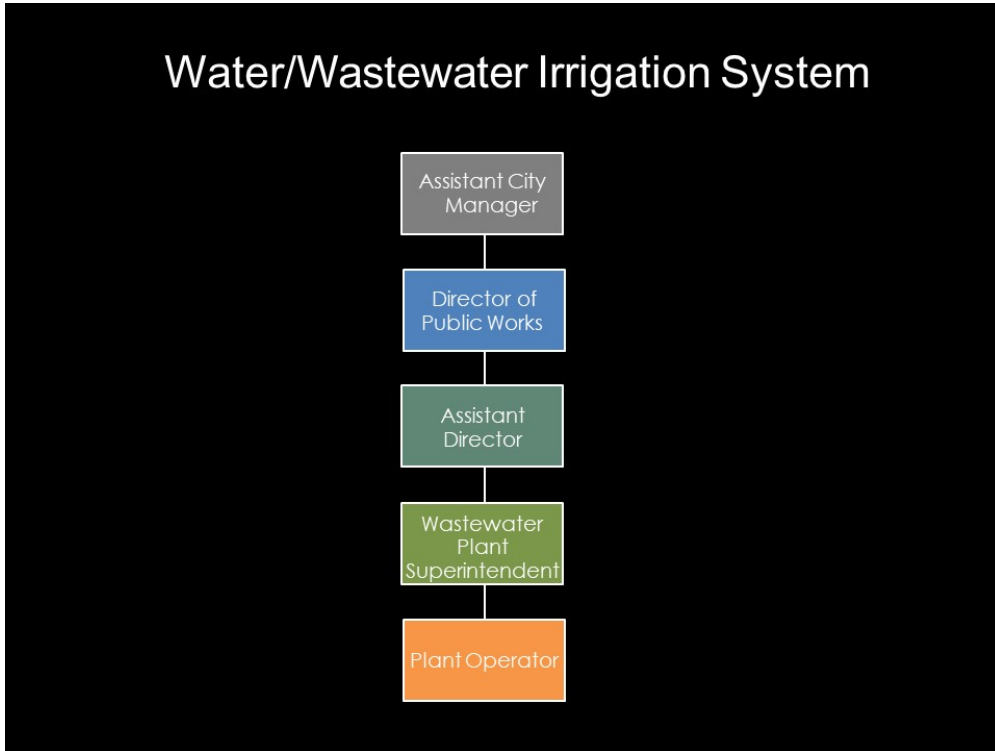 Water/Wastewater Irrigation System
Assistant City
Manager
Director of
Public Works
Assistant
Director
Wastewater
Plant
Superintendent
Plant Operator